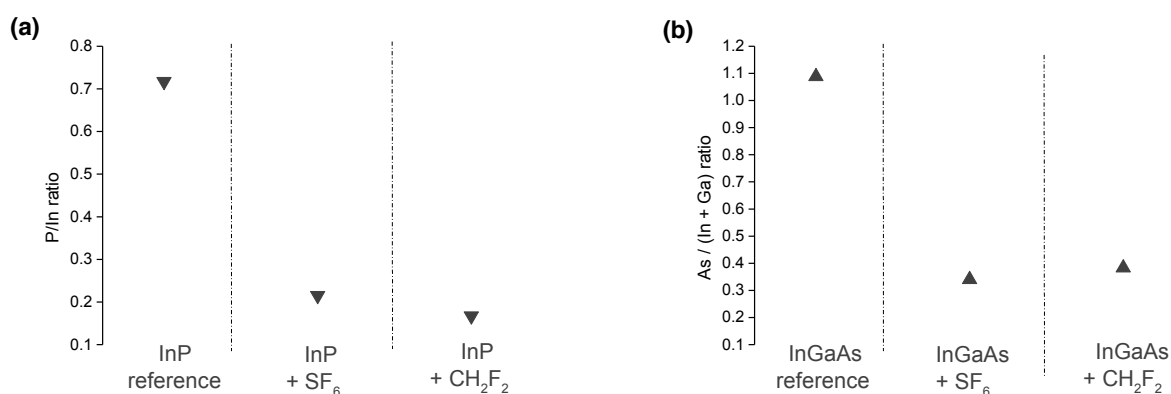 (a)
P/In ratio
0.8
0.7
0.6
0.5
0.4
0.3
0.2
0.1
InP
reference
InP
+ SF₆
InP
+ CH₂F₂
(b)
As / (In + Ga) ratio
1.2
1.1
1.0
0.9
0.8
0.7
0.6
0.5
0.4
0.3
0.2
0.1
InGaAs
reference
InGaAs
+ SF₆
InGaAs
+ CH₂F₂